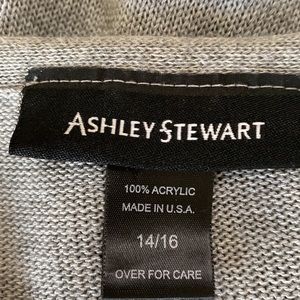 ASHLEY STEWART
100% ACRYLIC
MADE IN U.S.A.
14/16
OVER FOR CARE